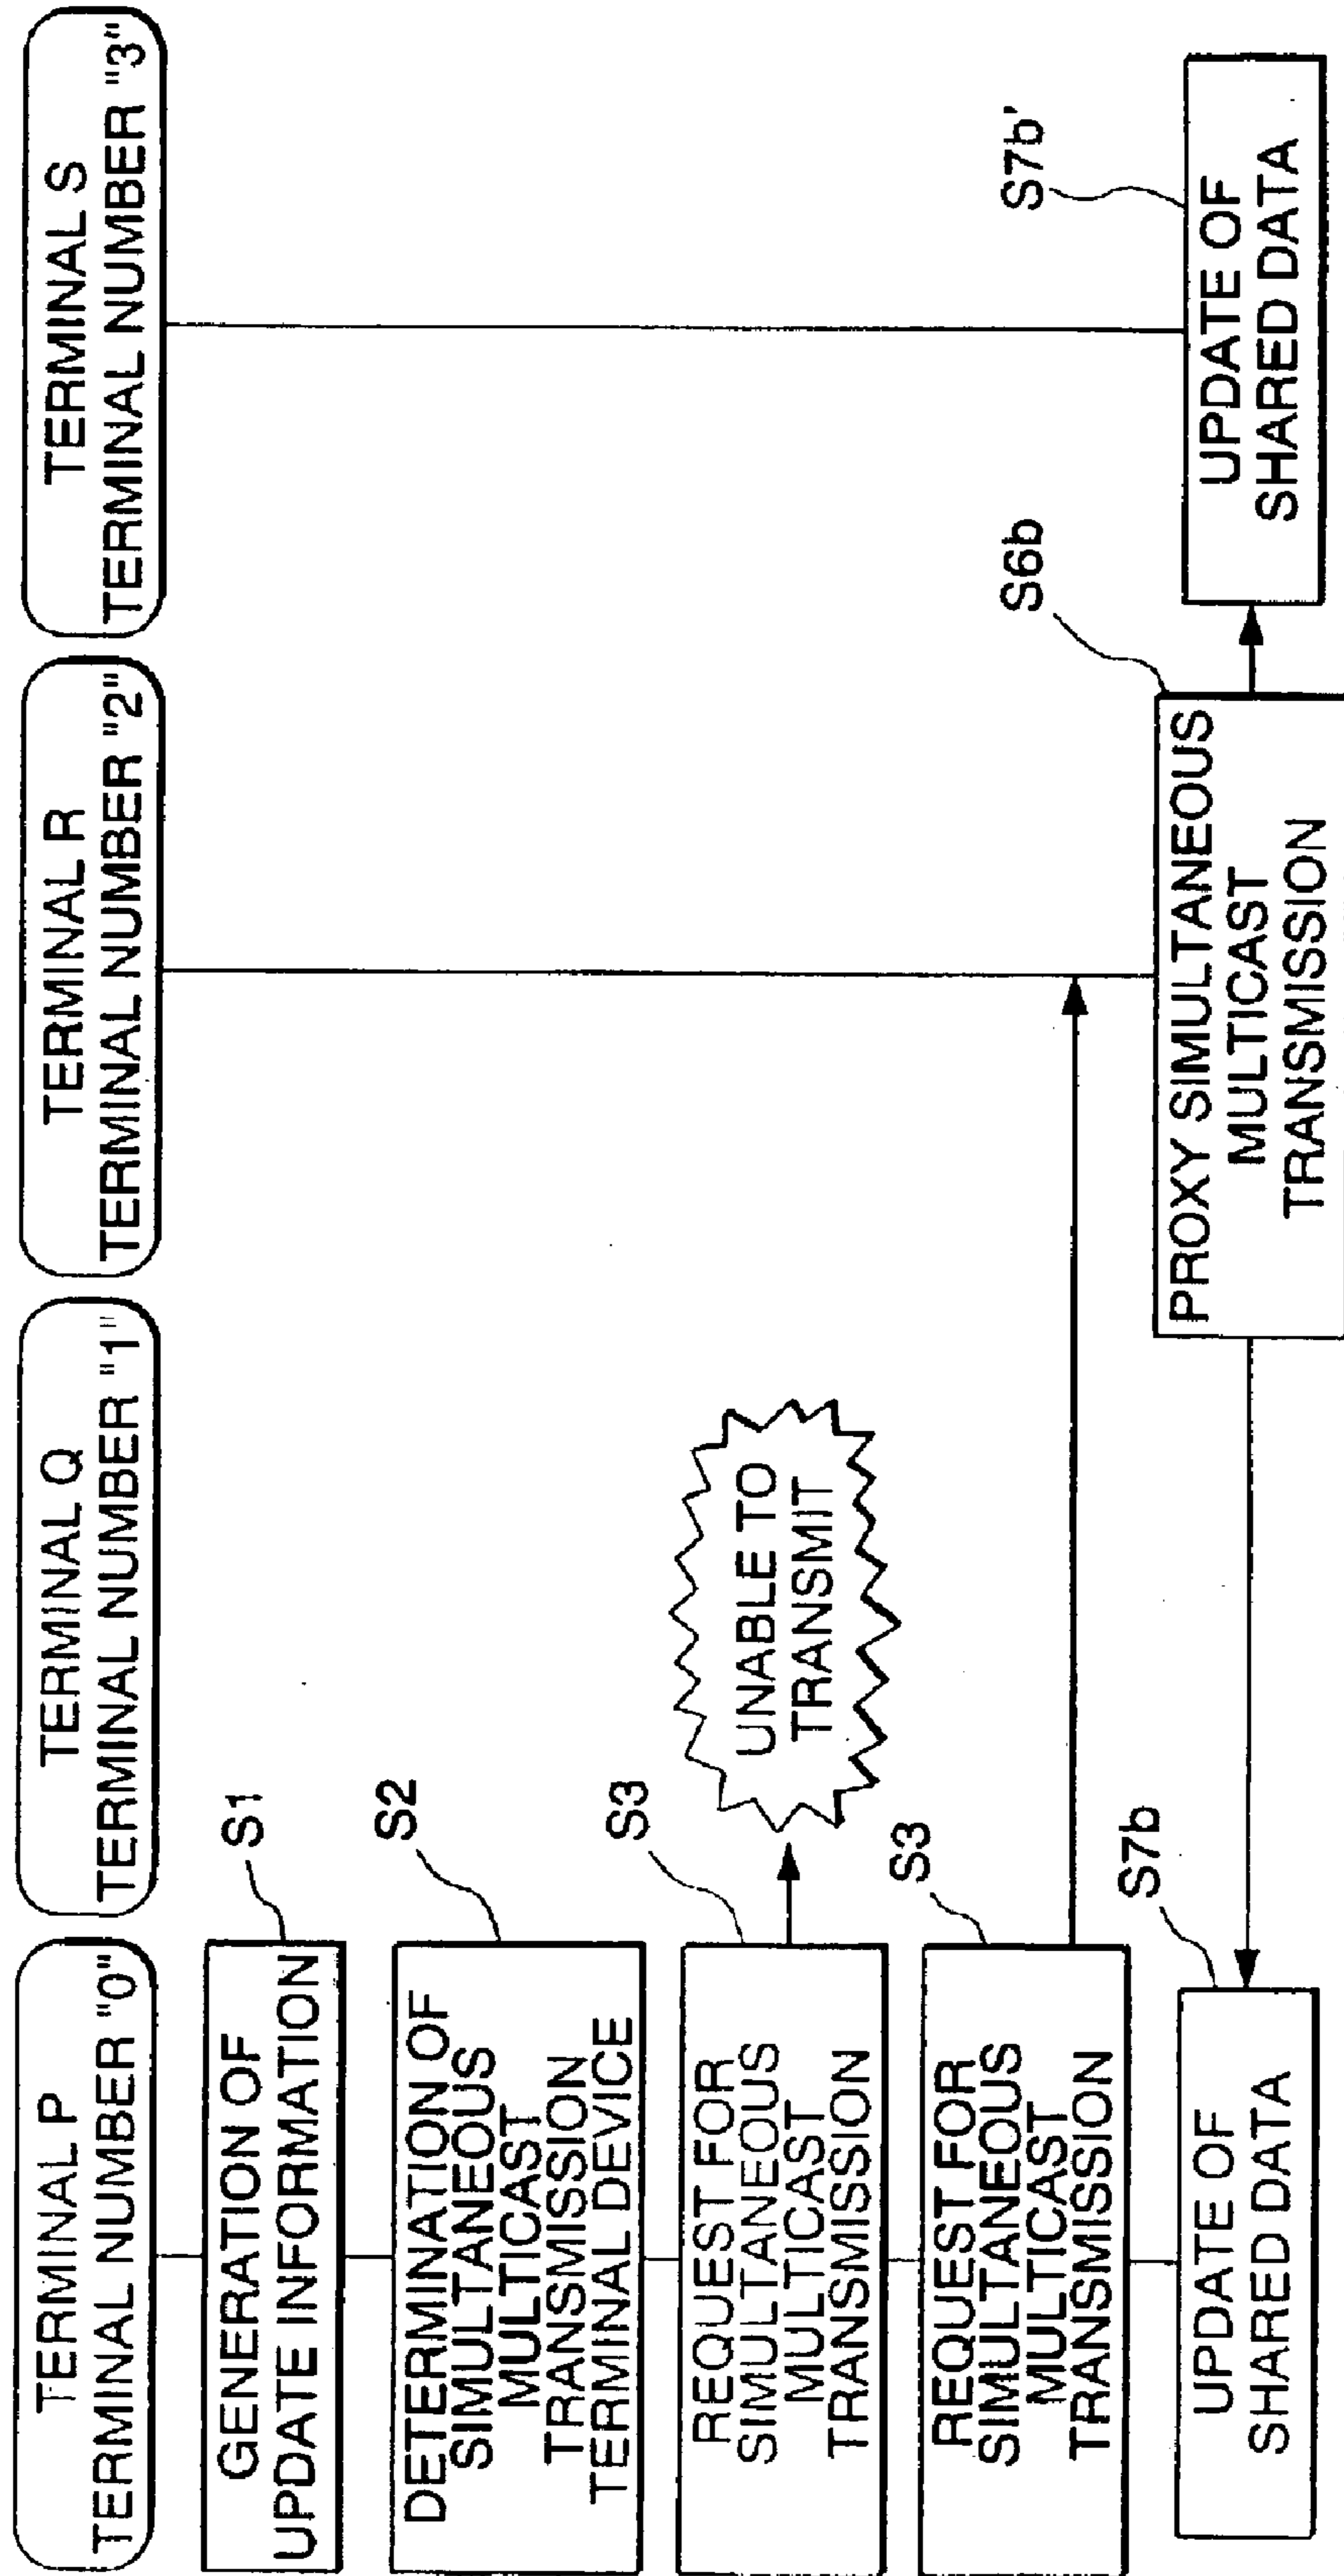 TERMINAL P
TERMINAL NUMBER "0"
TERMINAL Q
TERMINAL NUMBER "1"
TERMINAL R
TERMINAL NUMBER "2"
TERMINAL S
TERMINAL NUMBER "3"
S1
GENERATION OF
UPDATE INFORMATION
S2
DETERMINATION OF
SIMULTANEOUS
MULTICAST
TRANSMISSION
TERMINAL DEVICE
S3
REQUEST FOR
SIMULTANEOUS
MULTICAST
TRANSMISSION
UNABLE TO
TRANSMIT
S3
REQUEST FOR
SIMULTANEOUS
MULTICAST
TRANSMISSION
S7b
UPDATE OF
SHARED DATA
S6b
PROXY SIMULTANEOUS
MULTICAST
TRANSMISSION
S7b'
UPDATE OF
SHARED DATA